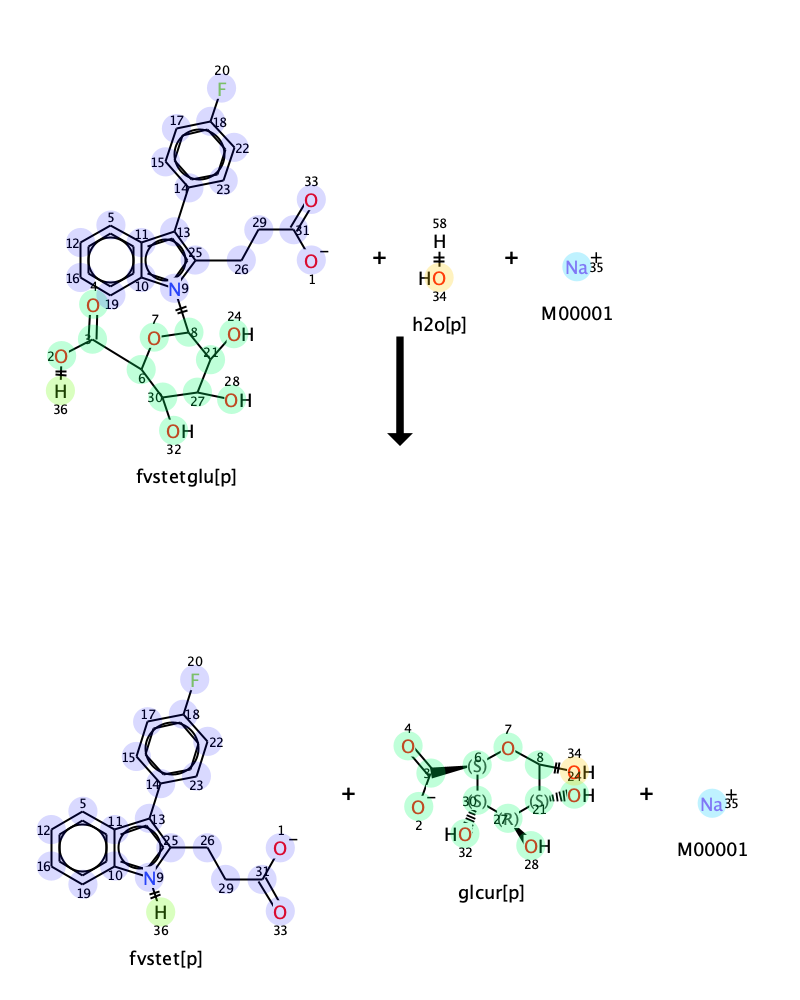 20
F
17
18
22
15
14
23
33
O
5
11
13
29
31
12
25
O−
26
1
16
10
N9
4
19
O
7
24
O
8
OH
3
2O
21
6
28
H
30
27
OH
36
OH
32
fvstetglu[p]
+
58
H
HO
34
h2o[p]
+
Na+
35
M00001
20
F
17
18
22
15
14
23
5
11
13
1
12
25
26
O−
16
10
N9
29
31
19
H
O
36
33
fvstet[p]
+
4
7
O
O
6
8
34
3
(S)
OH
24
O−
30
(S)
(S)
OH
2
27
(R)
21
HO
32
OH
28
glcur[p]
+
Na+
35
M00001